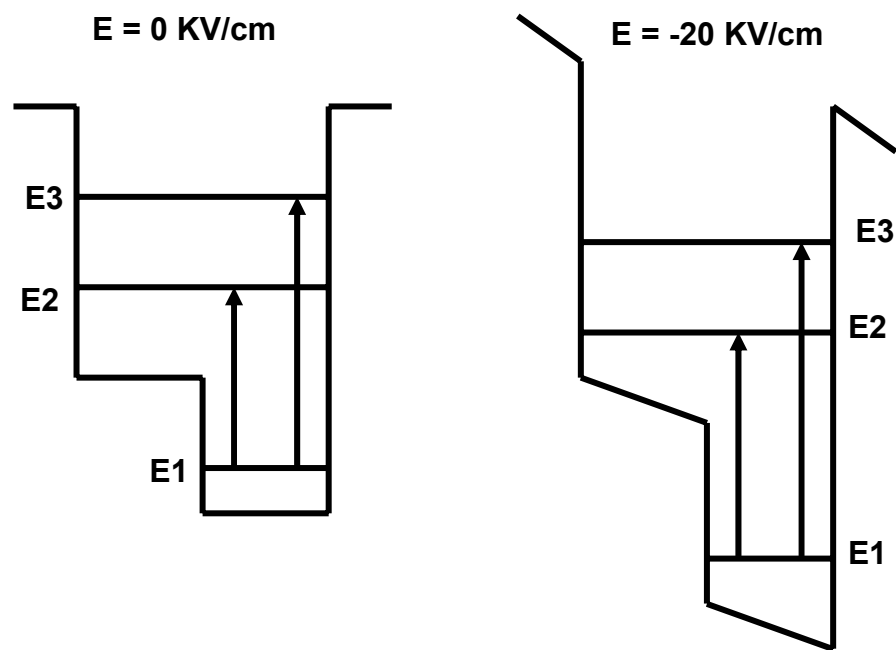 E = 0 KV/cm
E3
E2
E1
E = -20 KV/cm
E3
E2
E1